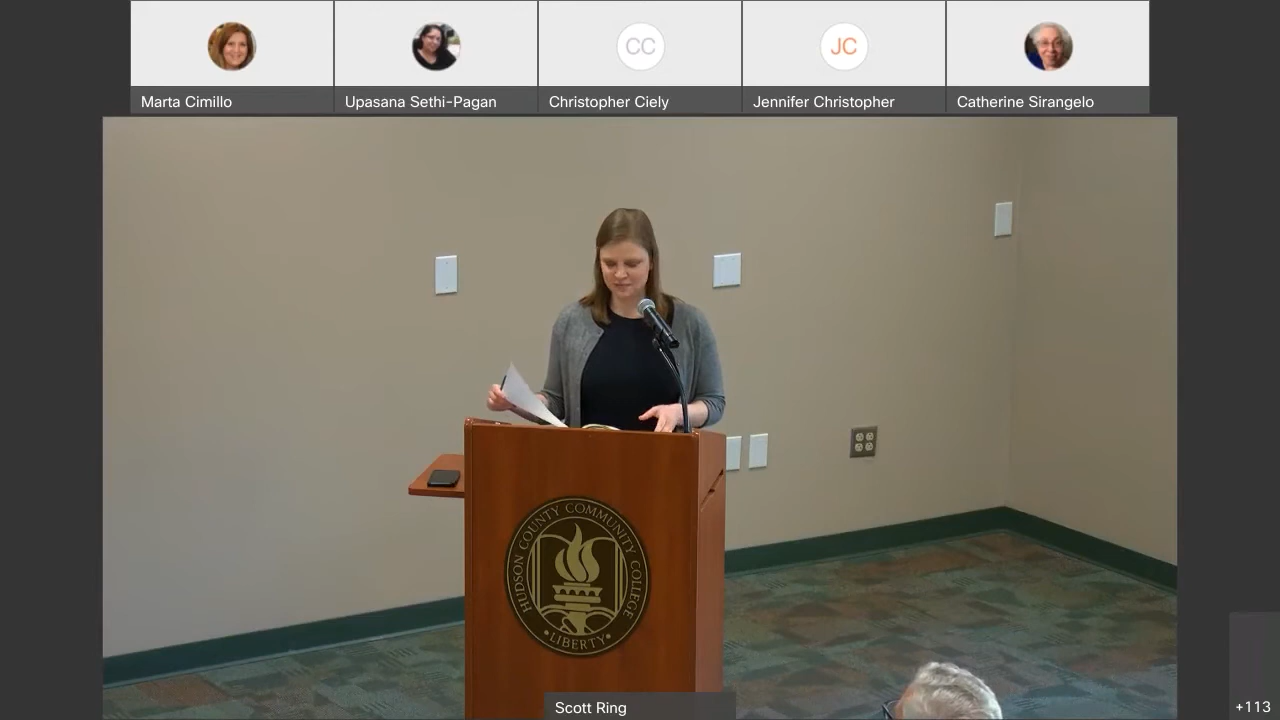 CC
JC
Marta Cimillo
Upasana Sethi-Pagan
Christopher Ciely
Jennifer Christopher
Catherine Sirangelo
HUDSON COUNTY COMMUNITY COLLEGE
•LIBERTY•
Scott Ring
+113